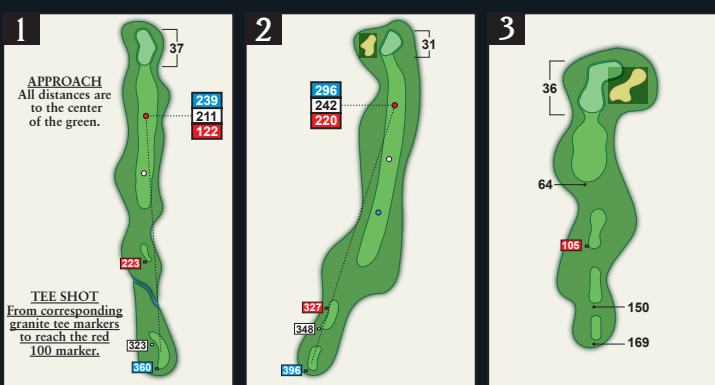 1
37
APPROACH
All distances are
to the center
of the green.
239
211
122
223
TEE SHOT
From corresponding
granite tee markers
to reach the red
100 marker.
323
360
2
31
296
242
220
327
348
396
3
36
64
105
150
169